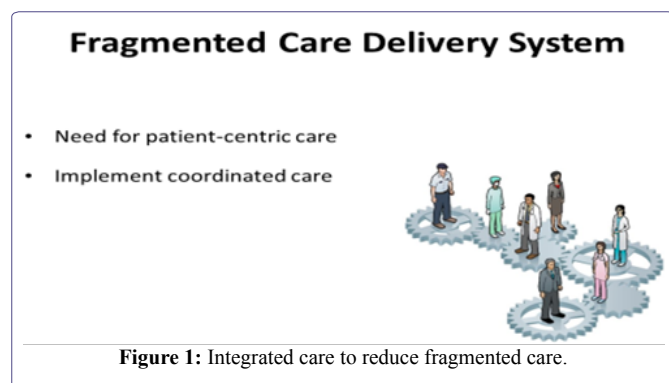 Fragmented Care Delivery System
• Need for patient-centric care
• Implement coordinated care
Figure 1: Integrated care to reduce fragmented care.